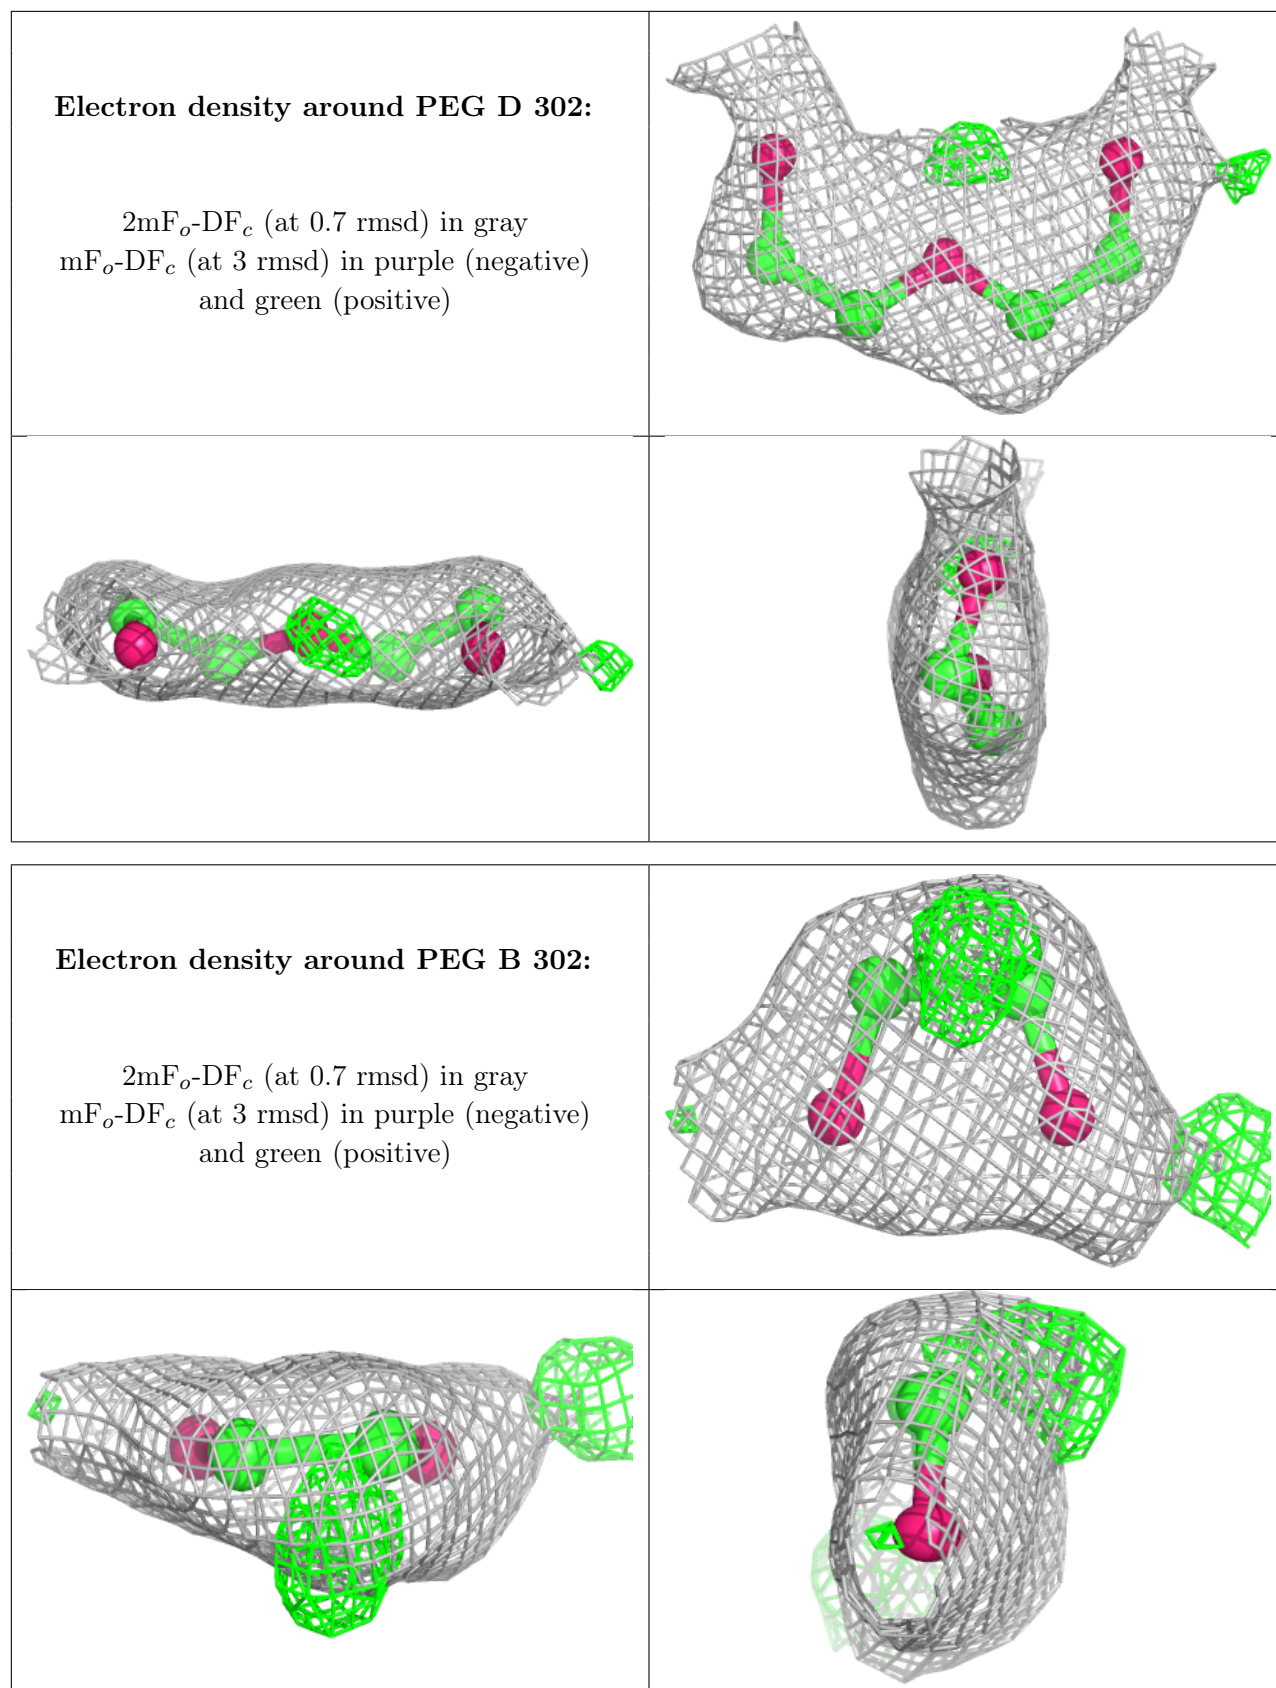 Electron density around PEG D 302:
2mFo-DFc (at 0.7 rmsd) in gray
mFo-DFc (at 3 rmsd) in purple (negative)
and green (positive)
Electron density around PEG B 302:
2mFo-DFc (at 0.7 rmsd) in gray
mFo-DFc (at 3 rmsd) in purple (negative)
and green (positive)